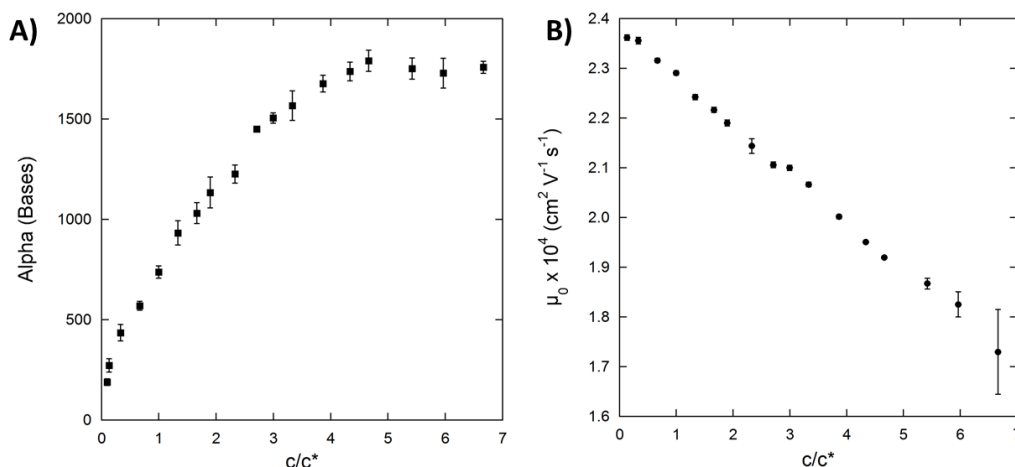 A)
2000
1500
1000
500
0
Alpha (Bases)
0 1 2 3 4 5 6 7
c/c*
B)
2.4
2.3
2.2
2.1
2.0
1.9
1.8
1.7
1.6
μ₀ x 10⁴ (cm² V⁻¹ s⁻¹)
0 1 2 3 4 5 6 7
c/c*